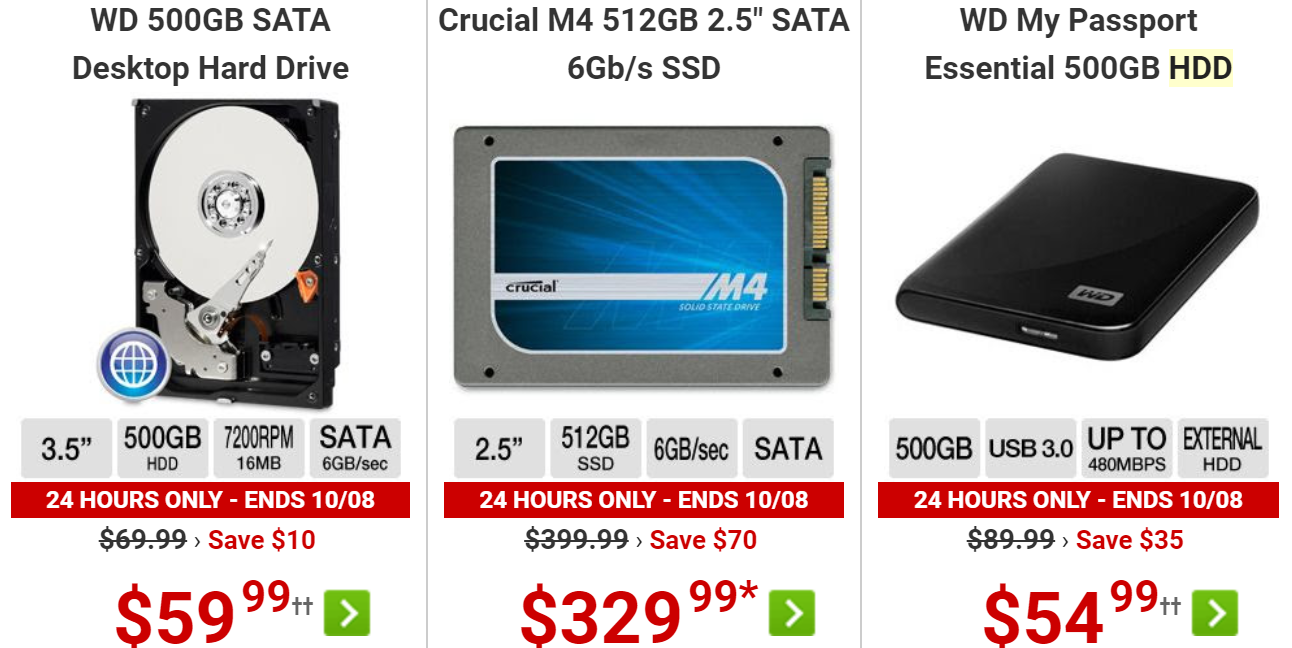 WD 500GB SATA
Desktop Hard Drive
3.5”
500GB
HDD
7200RPM
16MB
SATA
6GB/sec
24 HOURS ONLY - ENDS 10/08
$69.99 › Save $10
$59 99††
Crucial M4 512GB 2.5" SATA
6Gb/s SSD
crucial
M4
SOLID STATE DRIVE
2.5”
512GB
SSD
6GB/sec
SATA
24 HOURS ONLY - ENDS 10/08
$399.99 › Save $70
$329 99*
WD My Passport
Essential 500GB HDD
WD
500GB
USB 3.0
UP TO
480MBPS
EXTERNAL
HDD
24 HOURS ONLY - ENDS 10/08
$89.99 › Save $35
$54 99††